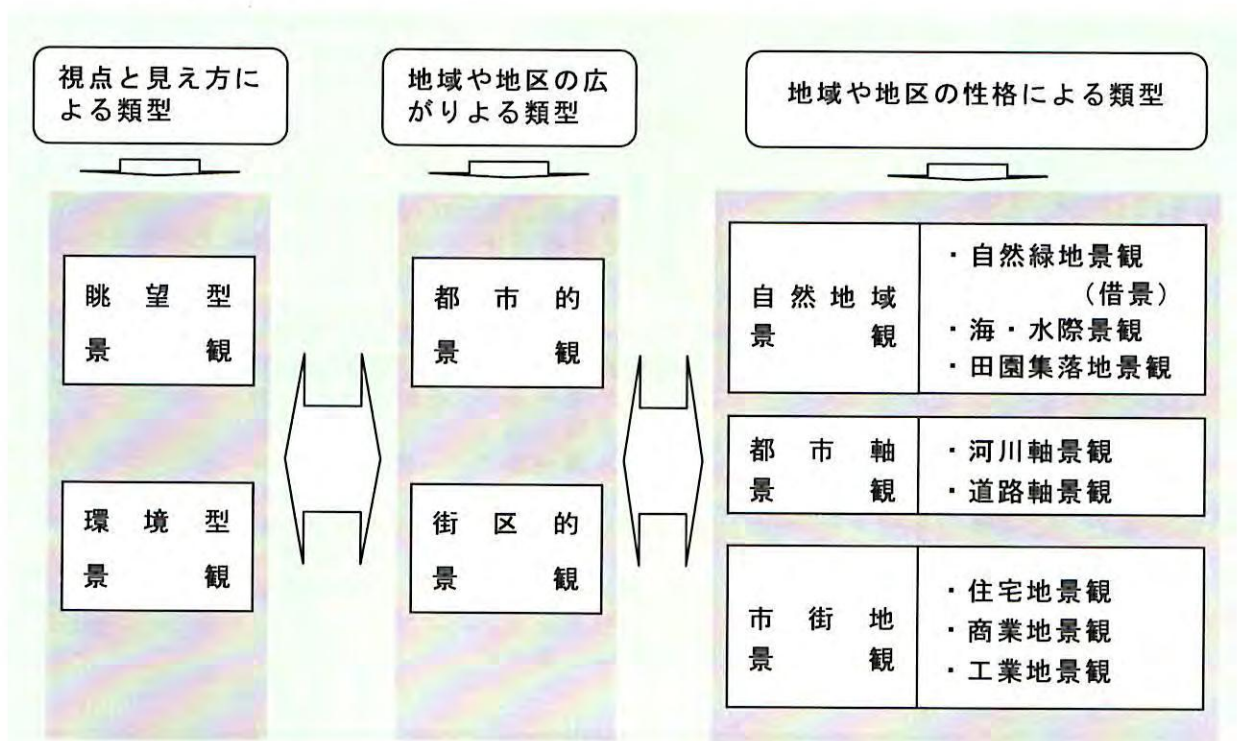 視点と見え方に
よる類型
地域や地区の広
がりよる類型
地域や地区の性格による類型
眺望型
景観
環境型
景観
都市的
景観
街区的
景観
自然地域
景観
・自然緑地景観
（借景）
・海・水際景観
・田園集落地景観
都市軸
景観
・河川軸景観
・道路軸景観
市街地
景観
・住宅地景観
・商業地景観
・工業地景観